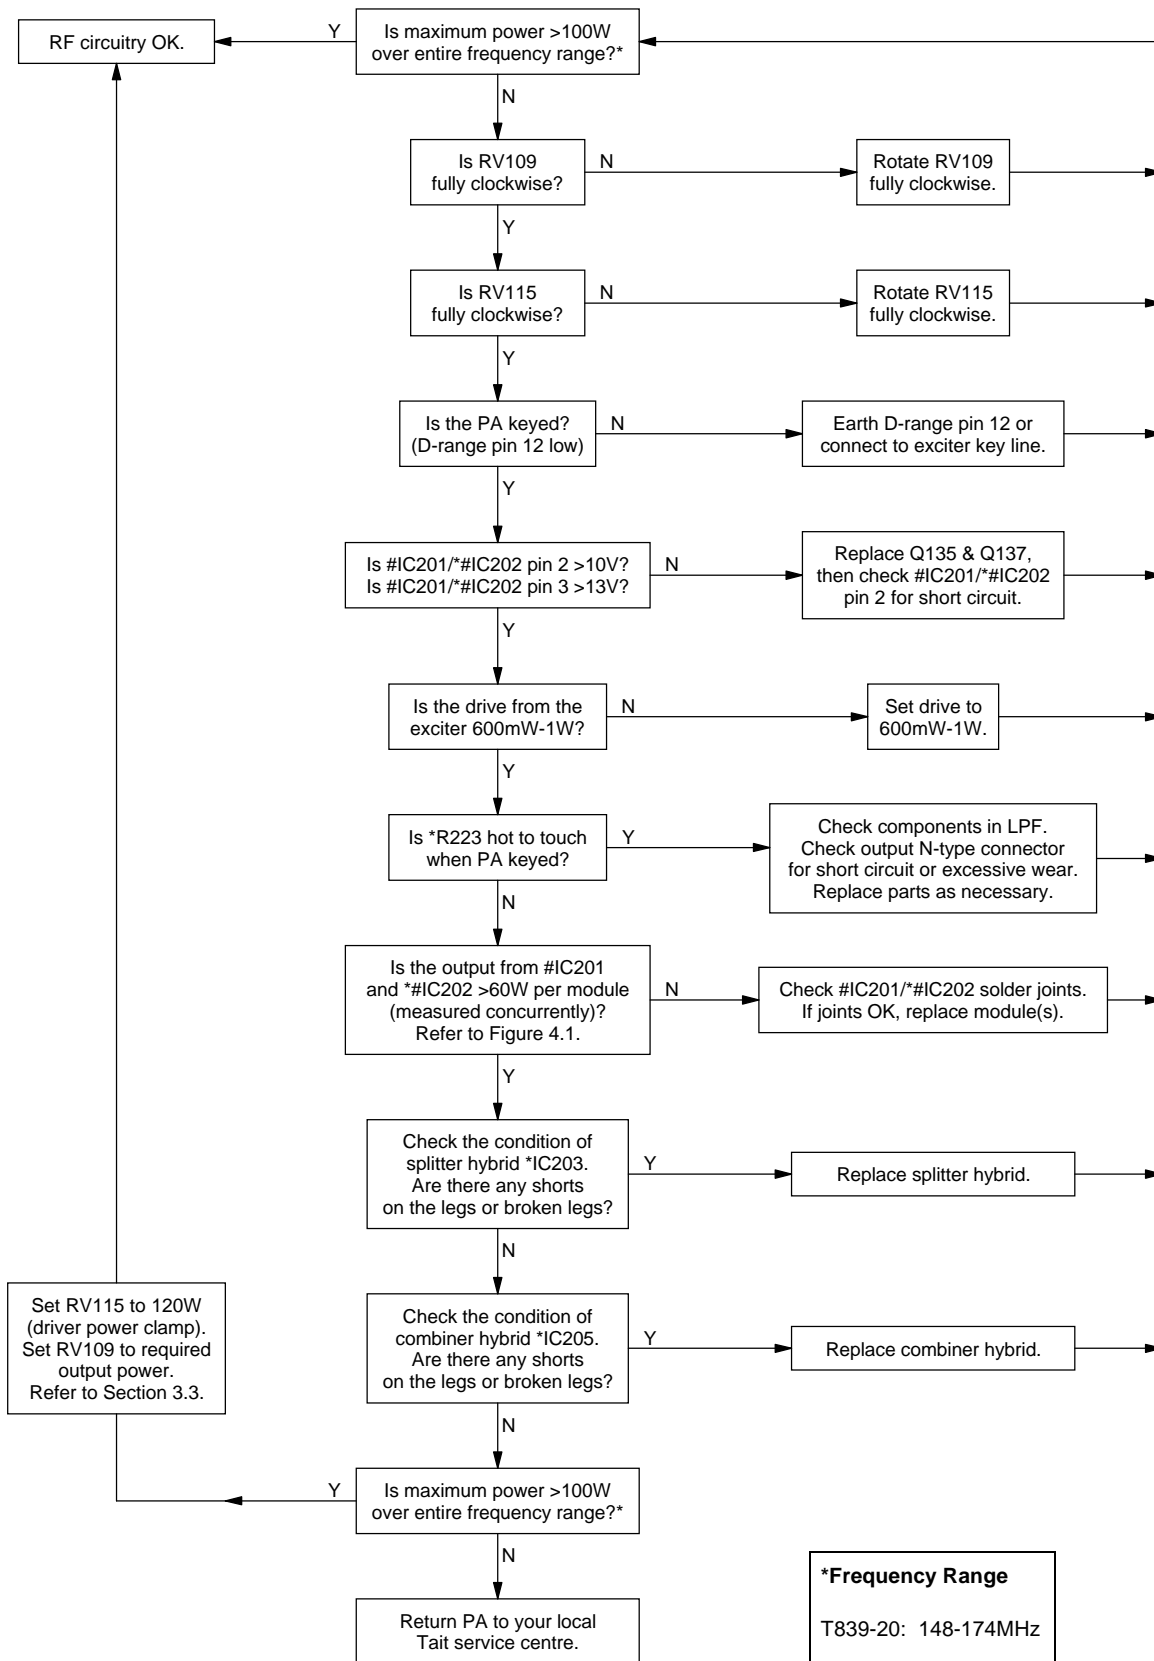 RF circuitry OK.
Y
Is maximum power >100W
over entire frequency range?*
N
Is RV109
fully clockwise?
N
Rotate RV109
fully clockwise.
Y
Is RV115
fully clockwise?
N
Rotate RV115
fully clockwise.
Y
Is the PA keyed?
(D-range pin 12 low)
N
Earth D-range pin 12 or
connect to exciter key line.
Y
Is #IC201/*#IC202 pin 2 >10V?
Is #IC201/*#IC202 pin 3 >13V?
N
Replace Q135 & Q137,
then check #IC201/*#IC202
pin 2 for short circuit.
Y
Is the drive from the
exciter 600mW-1W?
N
Set drive to
600mW-1W.
Y
Is *R223 hot to touch
when PA keyed?
Y
Check components in LPF.
Check output N-type connector
for short circuit or excessive wear.
Replace parts as necessary.
N
Is the output from #IC201
and *#IC202 >60W per module
(measured concurrently)?
Refer to Figure 4.1.
N
Check #IC201/*#IC202 solder joints.
If joints OK, replace module(s).
Y
Check the condition of
splitter hybrid *IC203.
Are there any shorts
on the legs or broken legs?
Y
Replace splitter hybrid.
N
Check the condition of
combiner hybrid *IC205.
Are there any shorts
on the legs or broken legs?
Y
Replace combiner hybrid.
Set RV115 to 120W
(driver power clamp).
Set RV109 to required
output power.
Refer to Section 3.3.
N
Y
Is maximum power >100W
over entire frequency range?*
N
Return PA to your local
Tait service centre.
*Frequency Range
T839-20: 148-174MHz